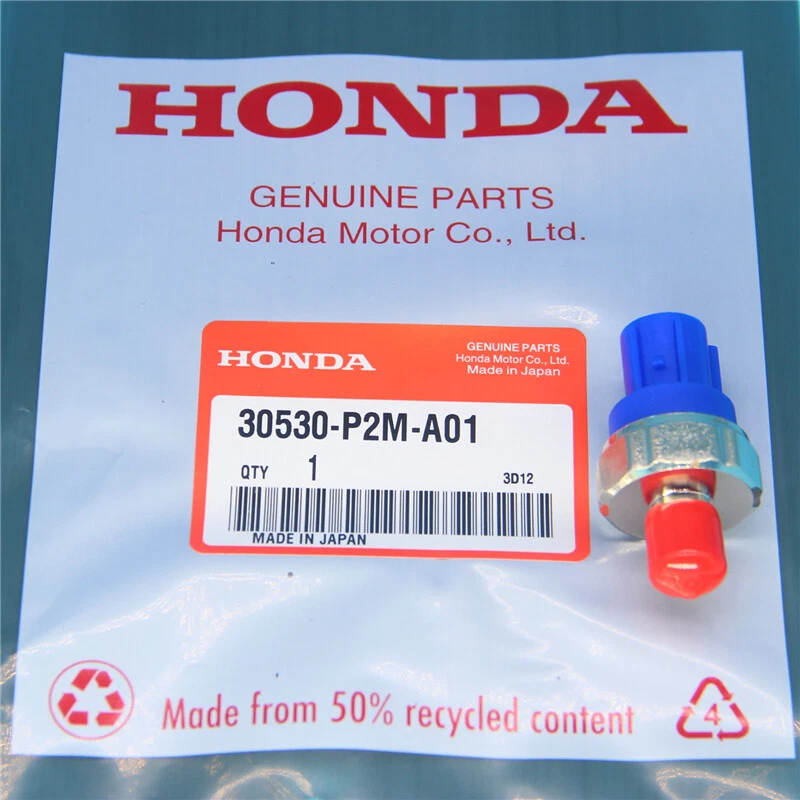 HONDA
GENUINE PARTS
Honda Motor Co., Ltd.
HONDA
GENUINE PARTS
Honda Motor Co., Ltd.
Made in Japan
30530-P2M-A01
QTY 1
3D12
MADE IN JAPAN
Made from 50% recycled content
4